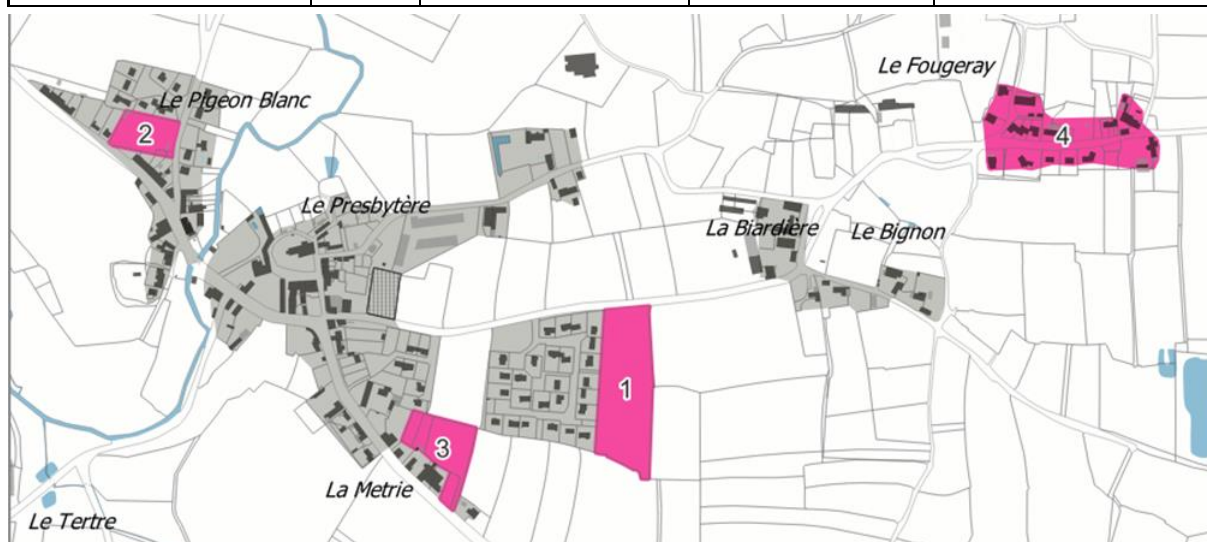 Le Fougeray
Le Pigeon Blanc
2
4
Le Presbytère
La Biardière
Le Bignon
1
3
La Metrie
Le Tertre